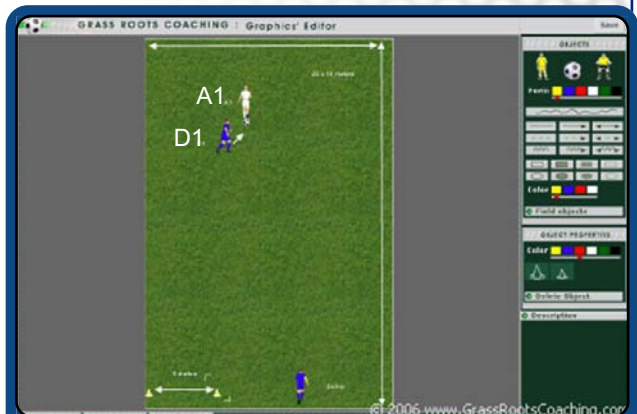 GRASS ROOTS COACHING : Graphics' Editor
Save
OBJECTS
A1
D1
Color
Field objects
OBJECT PROPERTIES
Color
Delete Object
Description
(c) 2006 www.GrassRootsCoaching.com